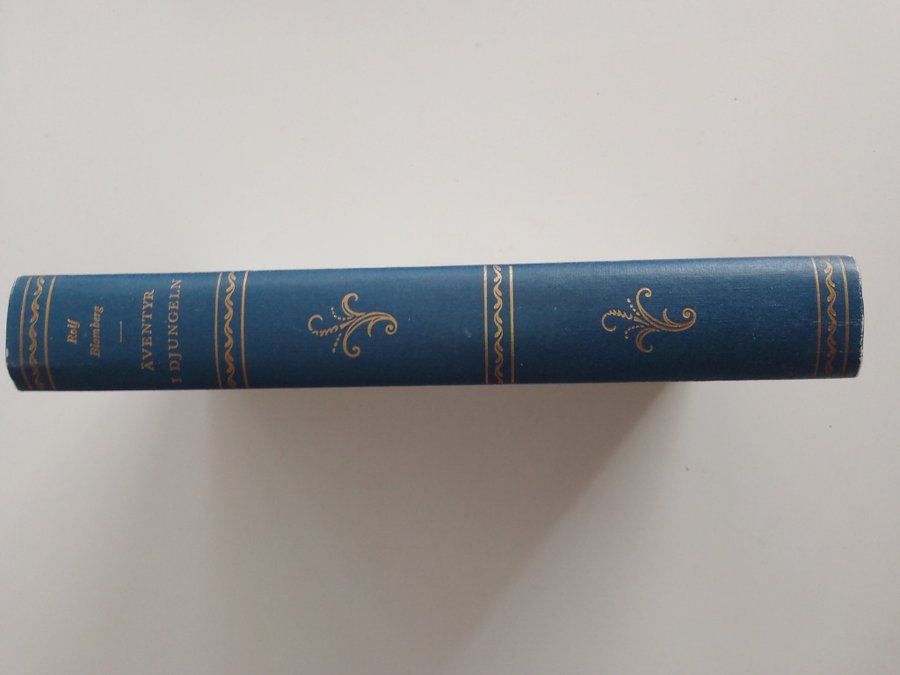 Rolf
Blomberg
ÄVENTYR
I DJUNGELN